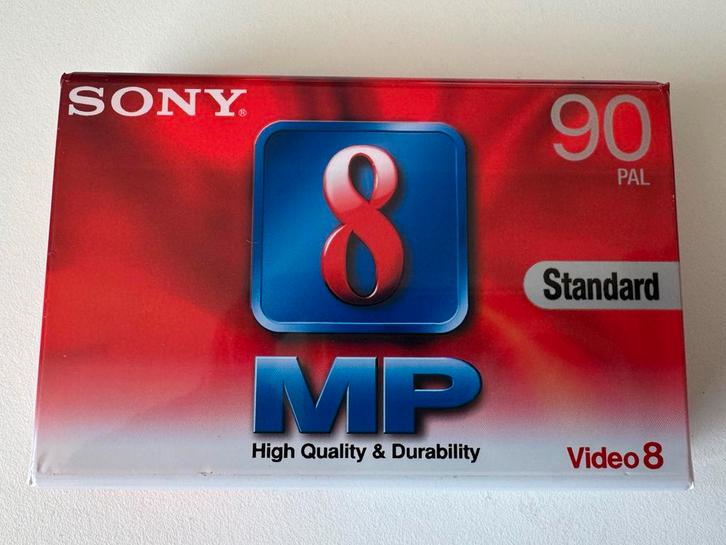 SONY®
90
PAL
8
Standard
MP
High Quality & Durability
Video 8